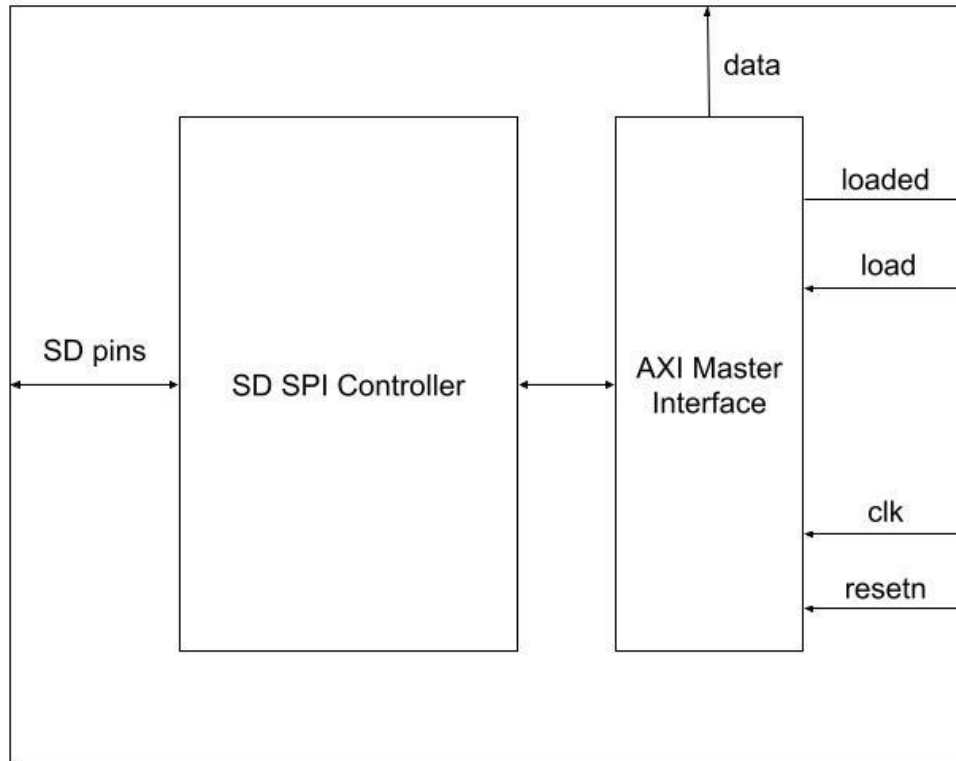 data
loaded
load
SD pins
SD SPI Controller
AXI Master
Interface
clk
resetn